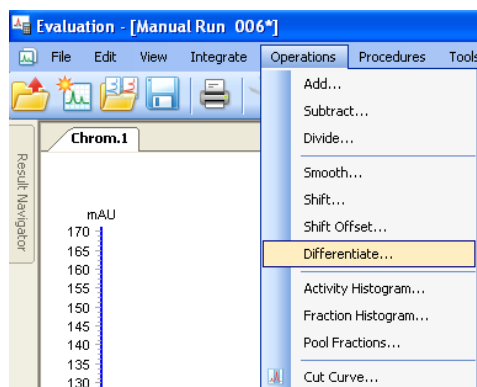 Evaluation - [Manual Run 006*]
File Edit View Integrate Operations Procedures Tools
Add...
Subtract...
Divide...
Smooth...
Shift...
Shift Offset...
Differentiate...
Activity Histogram...
Fraction Histogram...
Pool Fractions...
Cut Curve...
Chrom.1
Result Navigator
mAU
170
165
160
155
150
145
140
135
130